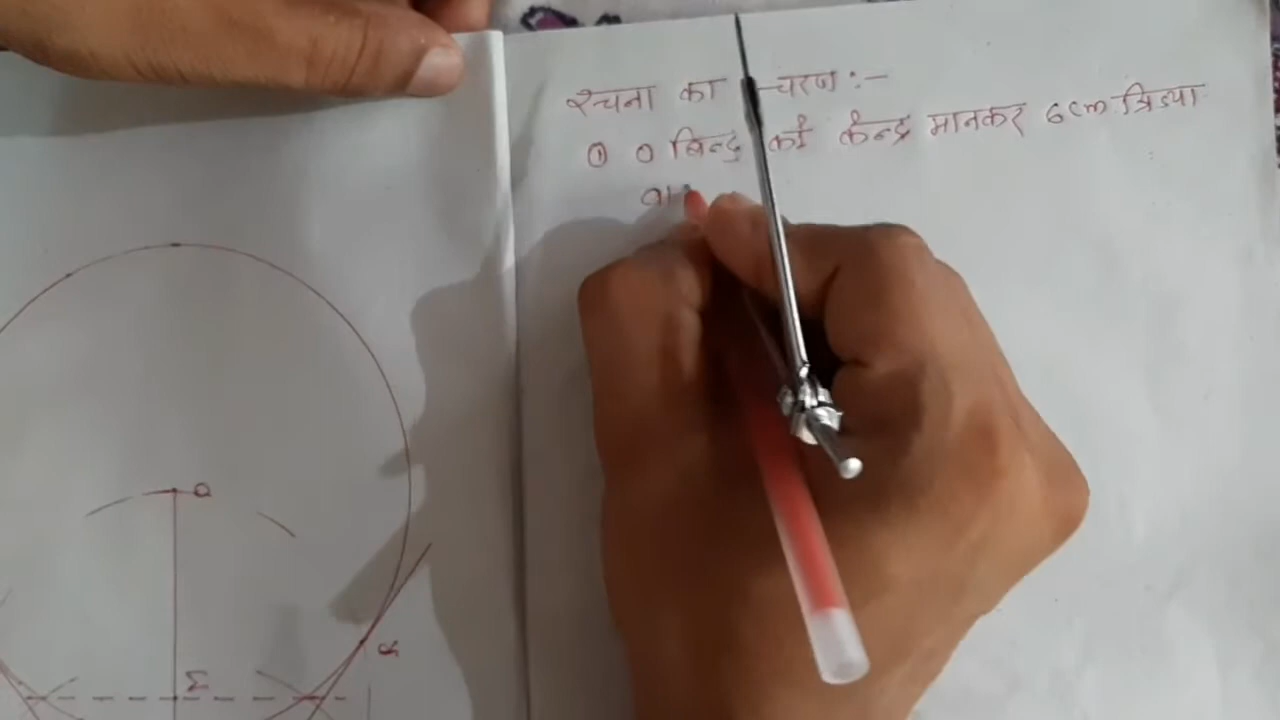 रचना का चरण :-
① O बिन्दु को केन्द्र मानकर 6cm त्रिज्या
O
M